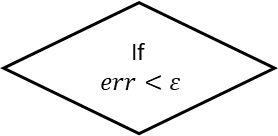 If
err < ε